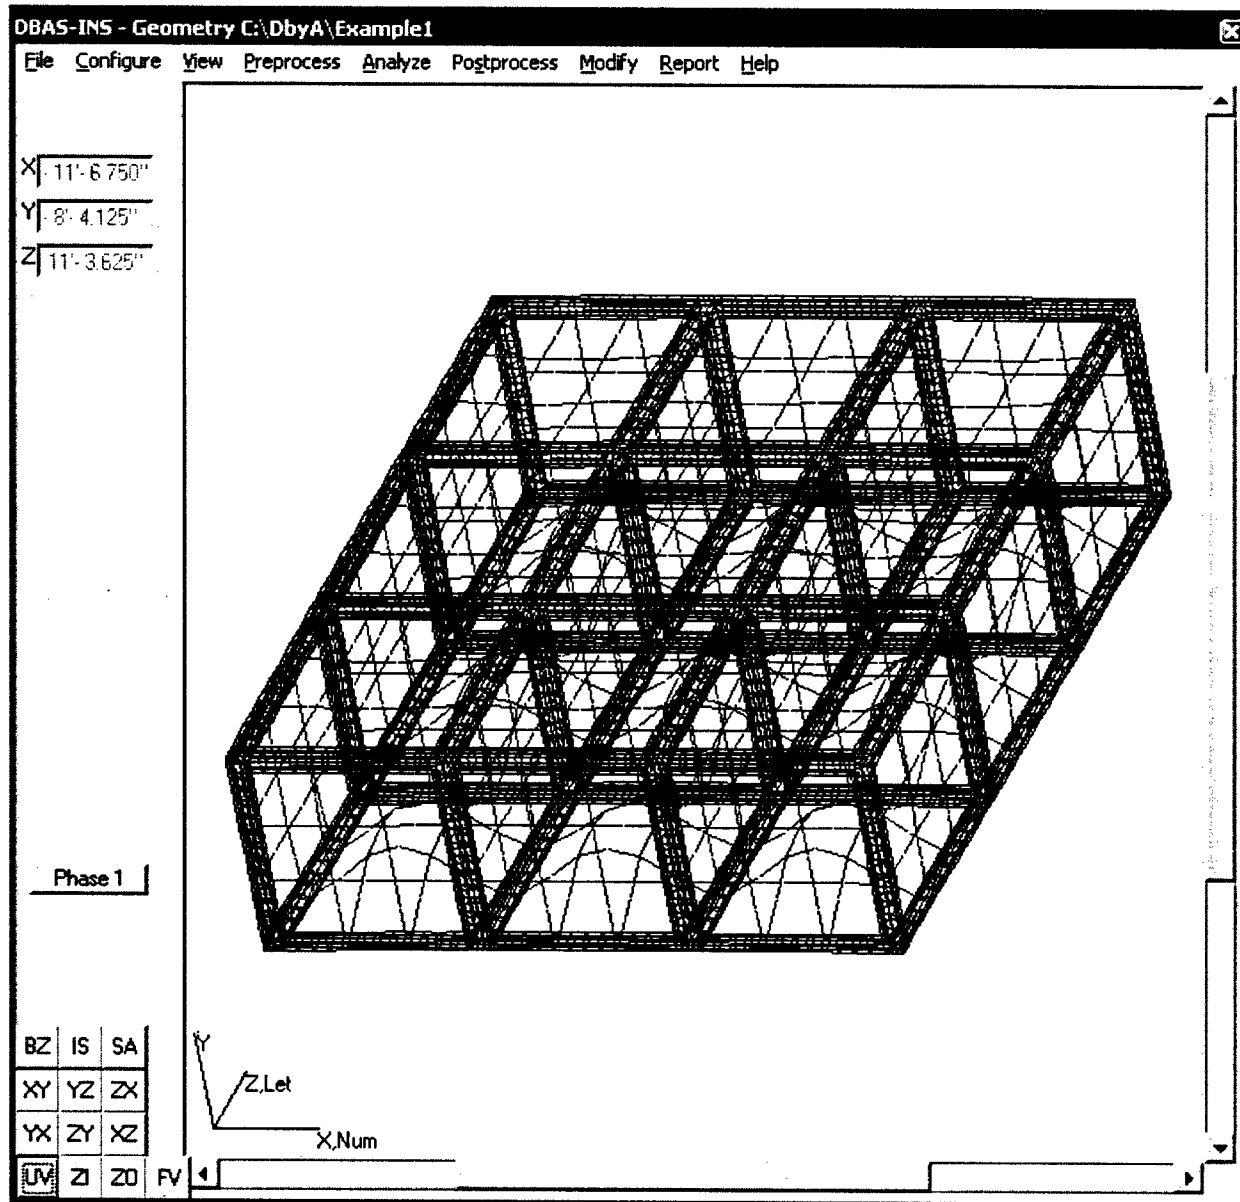 DBAS-INS - Geometry C:\DbyA\Example1
File Configure View Preprocess Analyze Postprocess Modify Report Help
X - 11'- 6.750"
Y - 8'- 4.125"
Z 11'- 3.625"
Phase 1
BZ IS SA
XY YZ ZX
YX ZY XZ
UV ZI ZO FV
Y
Z,Let
X,Num